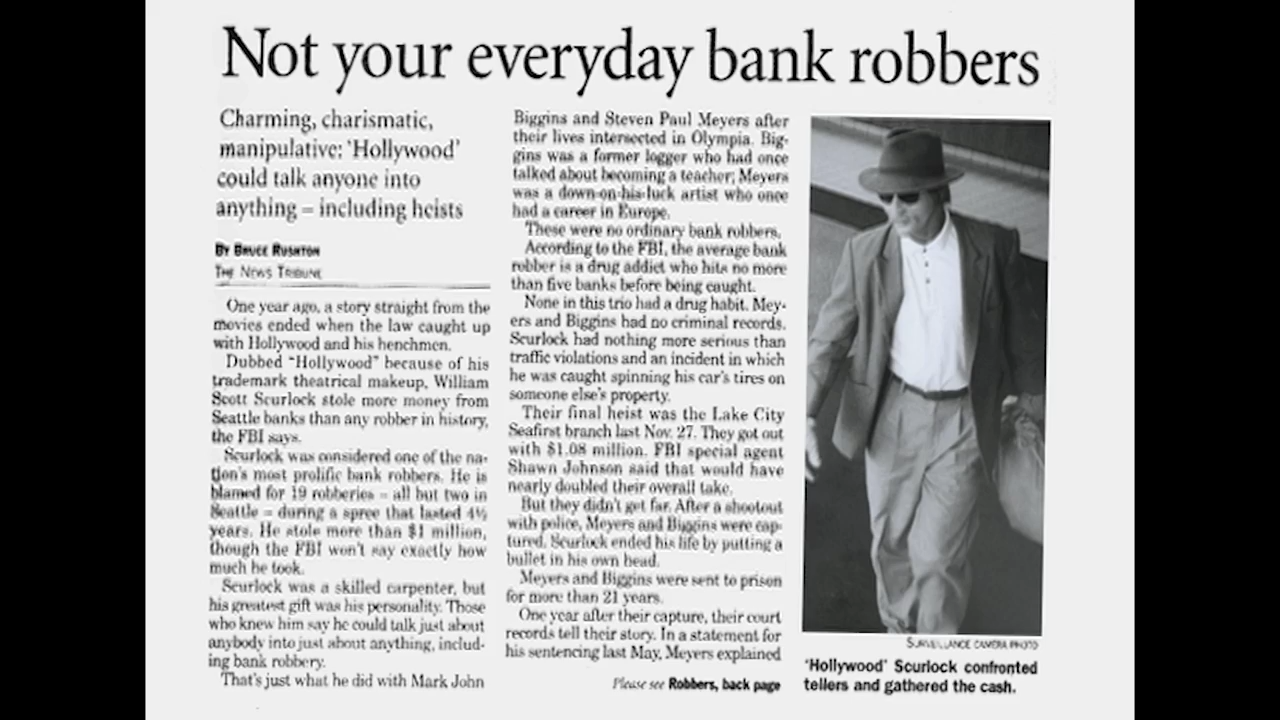 Not your everyday bank robbers
Charming, charismatic,
manipulative: 'Hollywood'
could talk anyone into
anything – including heists
BY BRUCE RUSHTON
THE NEWS TRIBUNE
One year ago, a story straight from the
movies ended when the law caught up
with Hollywood and his henchmen.
Dubbed "Hollywood" because of his
trademark theatrical makeup, William
Scott Scurlock stole more money from
Seattle banks than any robber in history,
the FBI says.
Scurlock was considered one of the na-
tion's most prolific bank robbers. He is
blamed for 19 robberies – all but two in
Seattle – during a spree that lasted 4½
years. He stole more than $1 million,
though the FBI won't say exactly how
much he took.
Scurlock was a skilled carpenter, but
his greatest gift was his personality. Those
who knew him say he could talk just about
anybody into just about anything, includ-
ing bank robbery.
That's just what he did with Mark John
Biggins and Steven Paul Meyers after
their lives intersected in Olympia. Big-
gins was a former logger who had once
talked about becoming a teacher; Meyers
was a down-on-his-luck artist who once
had a career in Europe.
These were no ordinary bank robbers.
According to the FBI, the average bank
robber is a drug addict who hits no more
than five banks before being caught.
None in this trio had a drug habit. Mey-
ers and Biggins had no criminal records.
Scurlock had nothing more serious than
traffic violations and an incident in which
he was caught spinning his car's tires on
someone else's property.
Their final heist was the Lake City
Seafirst branch last Nov. 27. They got out
with $1.08 million. FBI special agent
Shawn Johnson said that would have
nearly doubled their overall take.
But they didn't get far. After a shootout
with police, Meyers and Biggins were cap-
tured. Scurlock ended his life by putting a
bullet in his own head.
Meyers and Biggins were sent to prison
for more than 21 years.
One year after their capture, their court
records tell their story. In a statement for
his sentencing last May, Meyers explained
Please see Robbers, back page
SURVEILLANCE CAMERA PHOTO
'Hollywood' Scurlock confronted
tellers and gathered the cash.